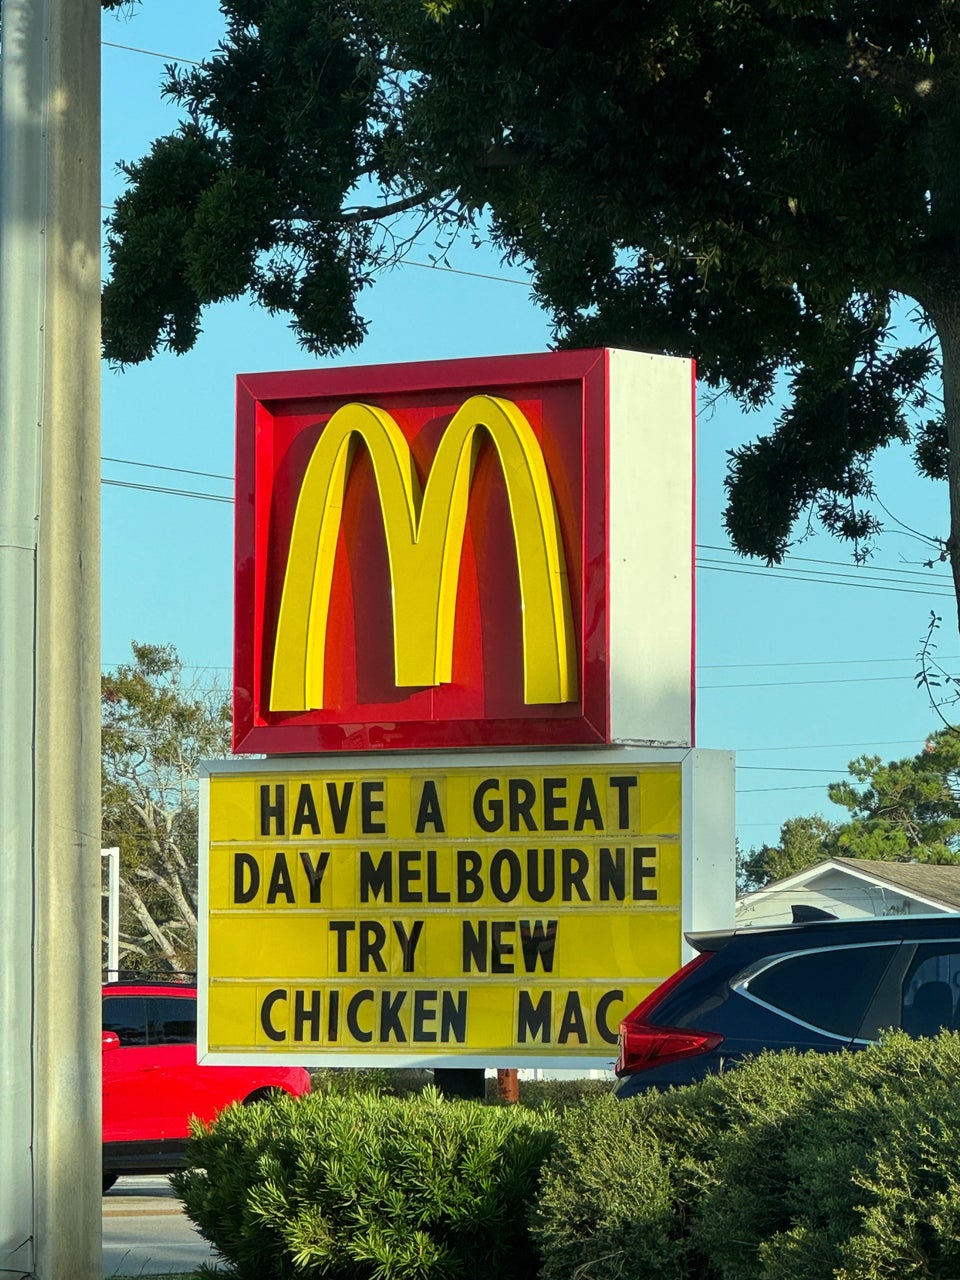 HAVE A GREAT
DAY MELBOURNE
TRY NEW
CHICKEN MAC